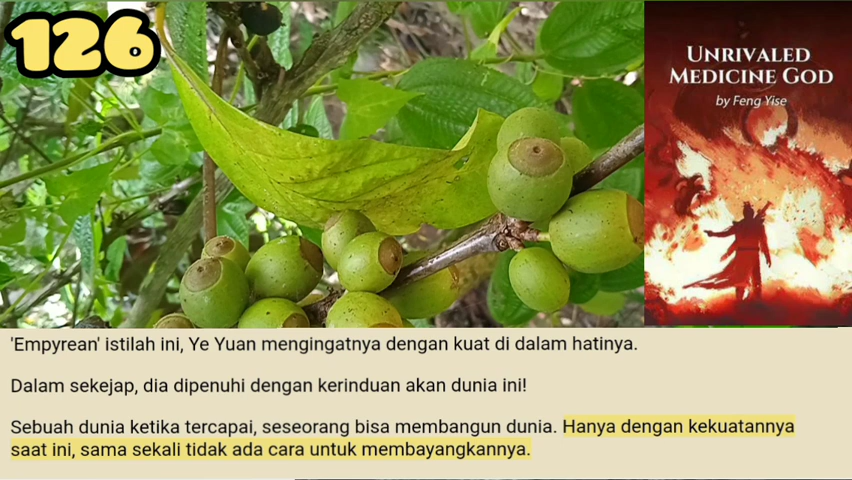 126
UNRIVALED
MEDICINE GOD
by Feng Yise
'Empyrean' istilah ini, Ye Yuan mengingatnya dengan kuat di dalam hatinya.
Dalam sekejap, dia dipenuhi dengan kerinduan akan dunia ini!
Sebuah dunia ketika tercapai, seseorang bisa membangun dunia. Hanya dengan kekuatannya
saat ini, sama sekali tidak ada cara untuk membayangkannya.